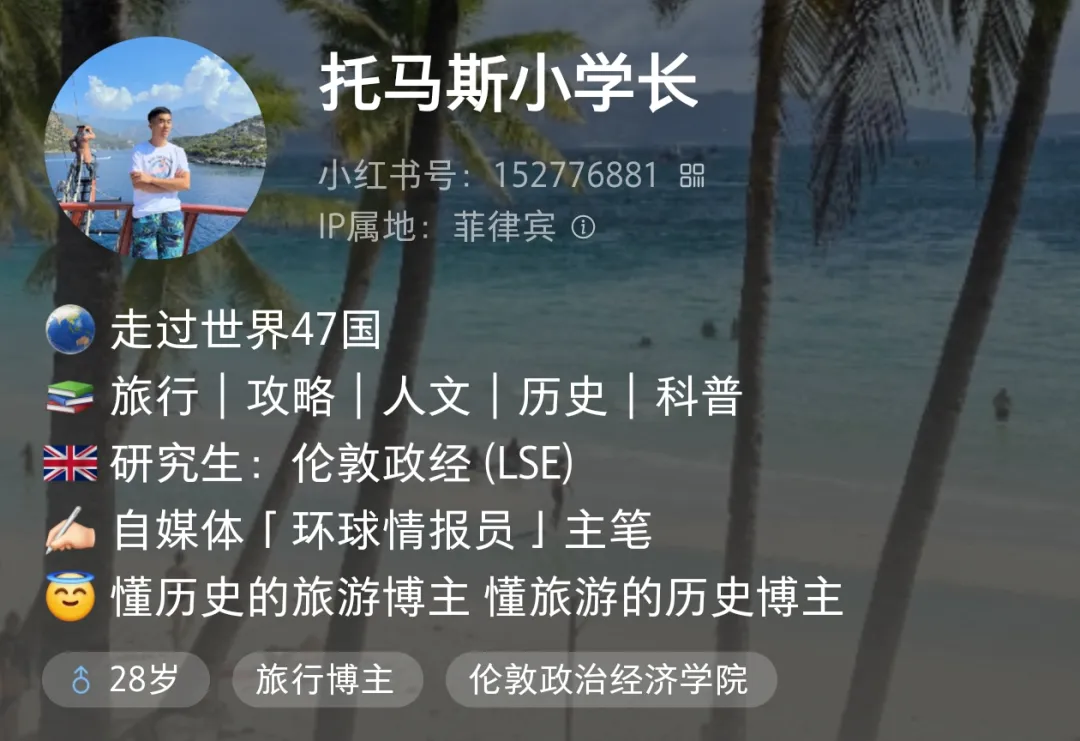 托马斯小学长
小红书号：152776881
IP属地：菲律宾
走过世界47国
旅行｜攻略｜人文｜历史｜科普
研究生：伦敦政经 (LSE)
自媒体「环球情报员」主笔
懂历史的旅游博主 懂旅游的历史博主
28岁
旅行博主
伦敦政治经济学院